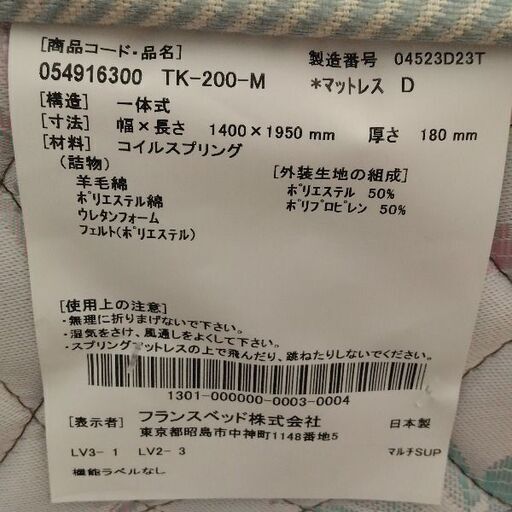 [商品コード・品名]
製造番号 04523D23T
054916300 TK-200-M
*マットレス D
[構造] 一体式
[寸法] 幅×長さ 1400×1950 mm 厚さ 180 mm
[材料] コイルスプリング
(詰物)
[外装生地の組成]
羊毛綿
ポリエステル 50%
ポリエステル綿
ポリプロピレン 50%
ウレタンフォーム
フェルト(ポリエステル)
[使用上の注意]
・無理に折りまげないで下さい。
・湿気をさけ、風通しをよくして下さい。
・スプリングマットレスの上で飛んだり、跳ねたりしないでください。
1301-000000-0003-0004
[表示者] フランスベッド株式会社
日本製
東京都昭島市中神町1148番地5
LV3- 1 LV2- 3
マルチSUP
機能ラベルなし